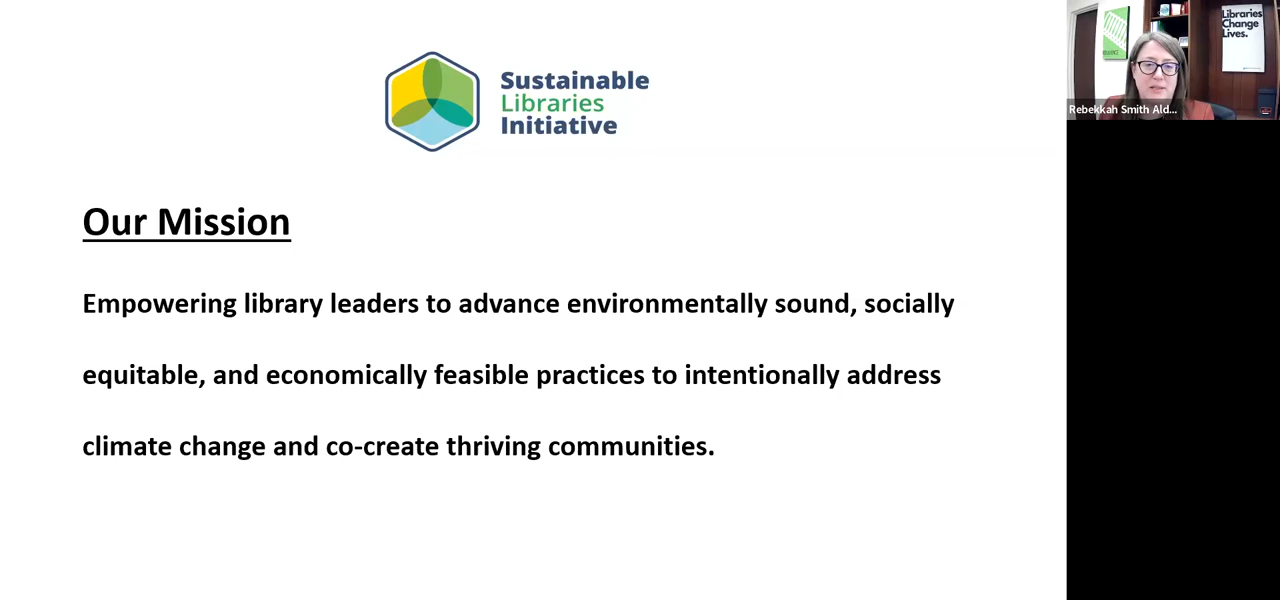 Sustainable
Libraries
Initiative
Our Mission
Empowering library leaders to advance environmentally sound, socially
equitable, and economically feasible practices to intentionally address
climate change and co-create thriving communities.
Libraries
Change
Lives.
Rebekkah Smith Ald...